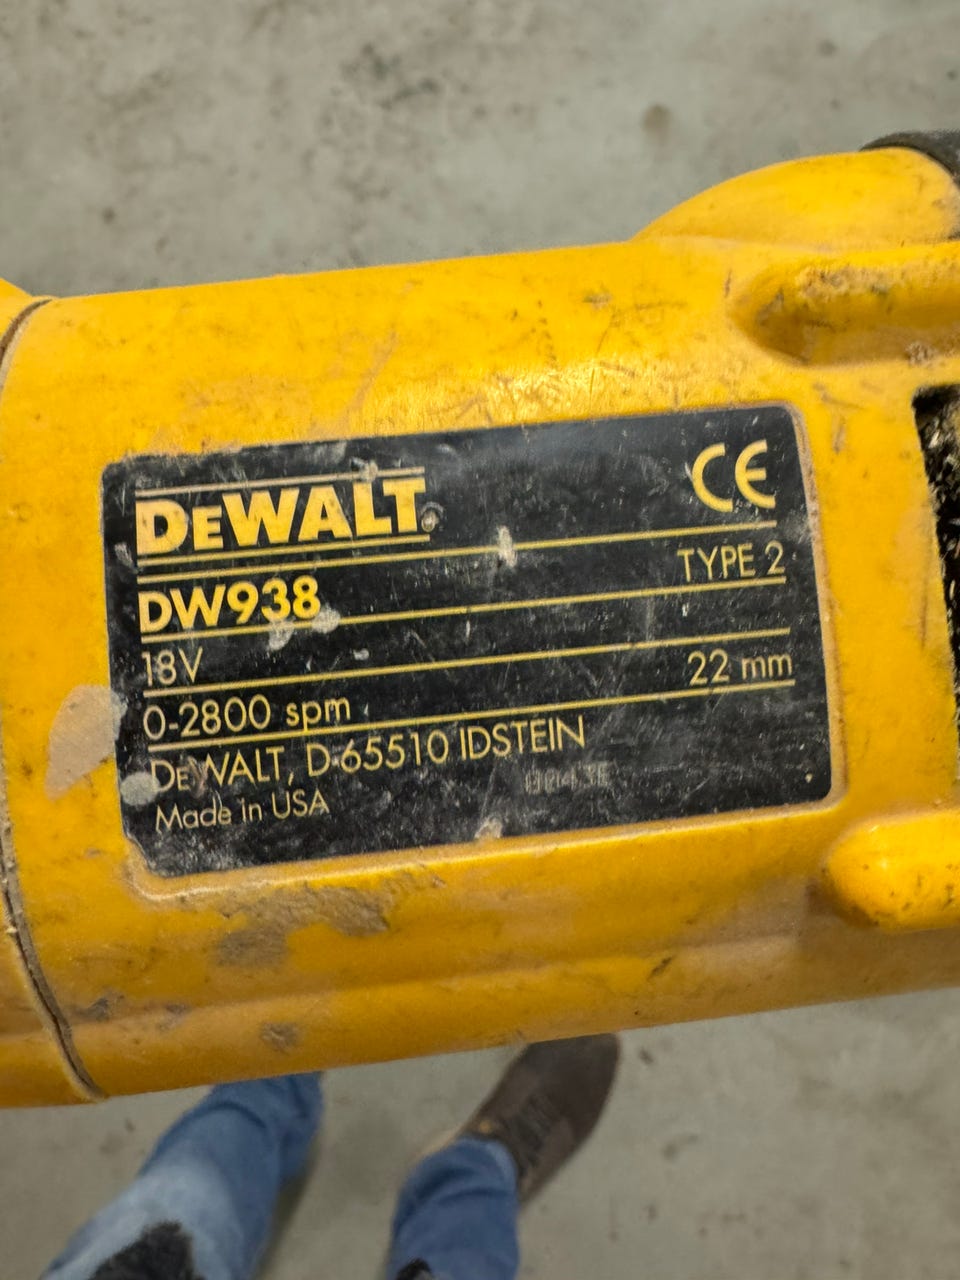 DEWALT®
CE
DW938
TYPE 2
18V
0-2800 spm
22 mm
DEWALT, D-65510 IDSTEIN
Made in USA